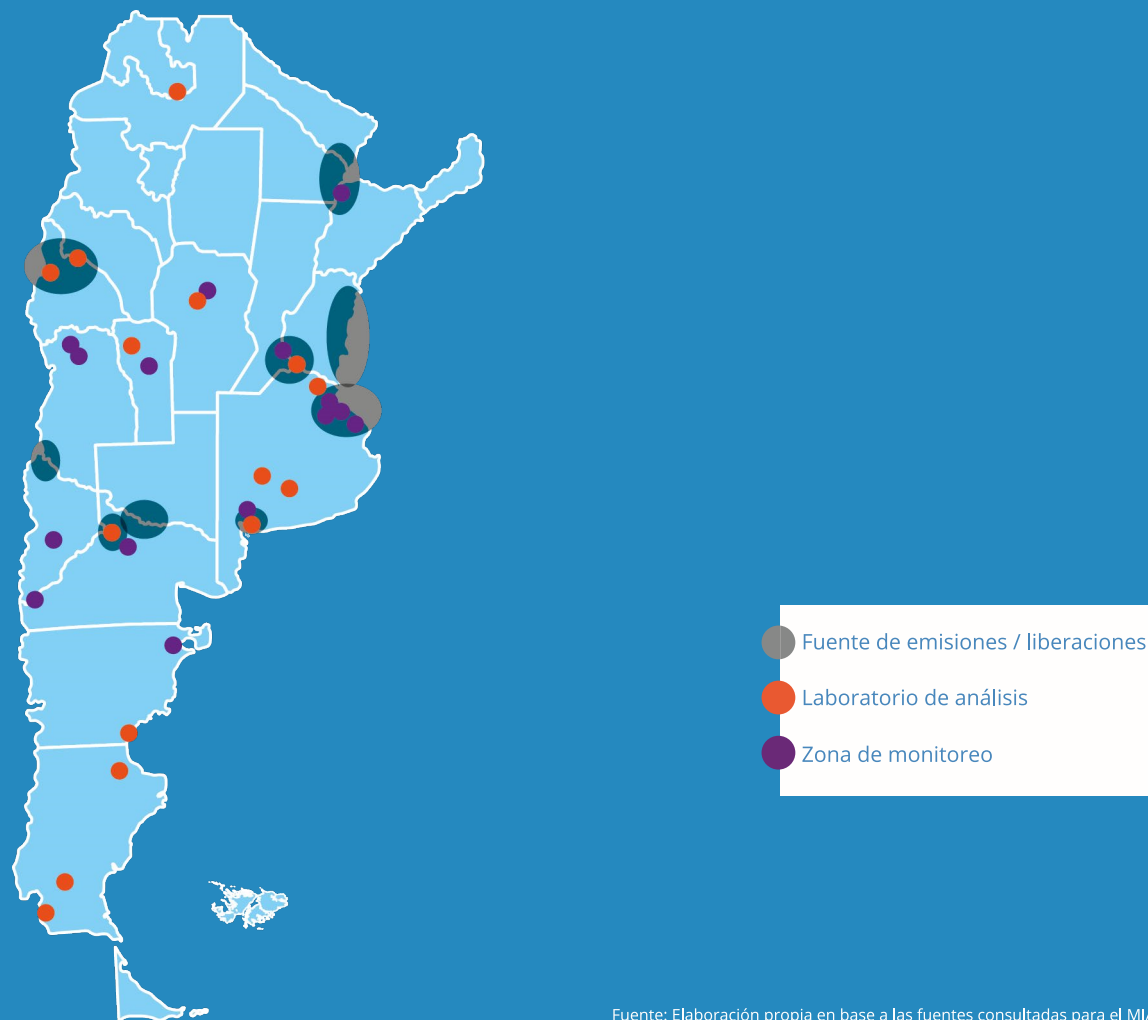 Fuente de emisiones / liberaciones
Laboratorio de análisis
Zona de monitoreo
Fuente: Elaboración propia en base a las fuentes consultadas para el